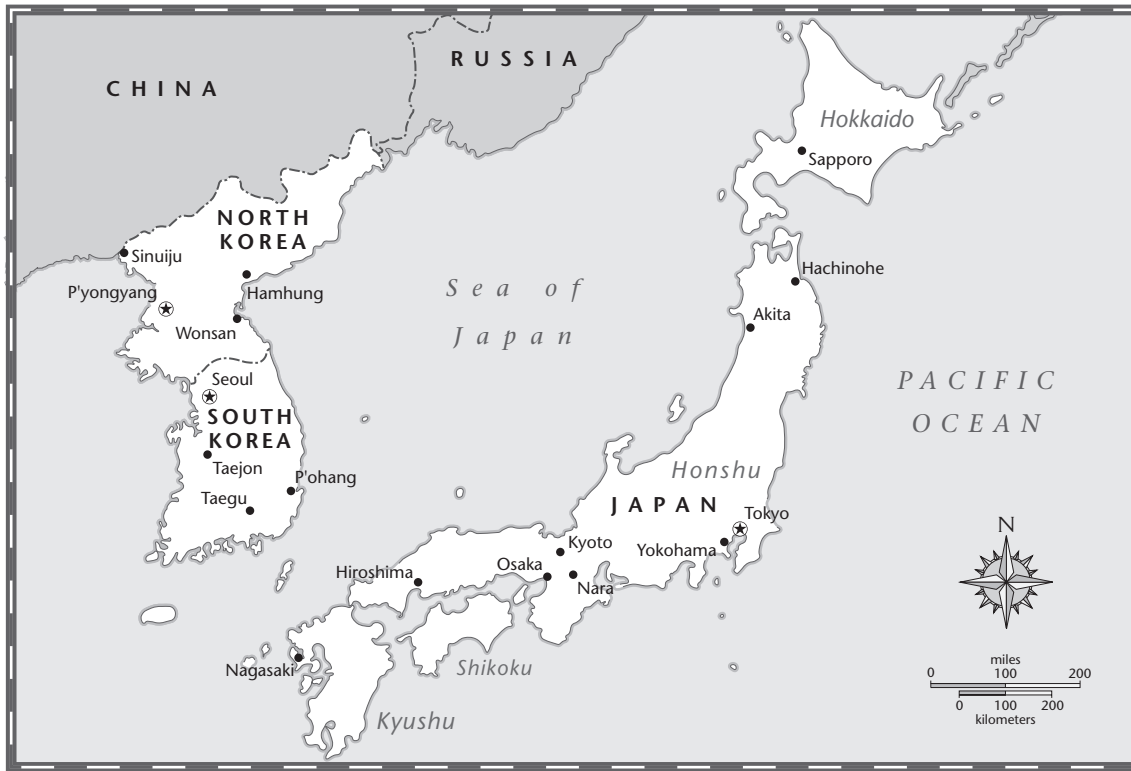 RUSSIA
CHINA
Hokkaido
Sapporo
NORTH
KOREA
Sinuiju
Hachinohe
P'yongyang
Hamhung
Sea of
Japan
Akita
Wonsan
Seoul
PACIFIC
OCEAN
SOUTH
KOREA
Taejon
P'ohang
Taegu
Honshu
JAPAN
Tokyo
N
Kyoto
Yokohama
Osaka
Hiroshima
Nara
Nagasaki
Shikoku
Kyushu
miles
0 100 200
0 100 200
kilometers